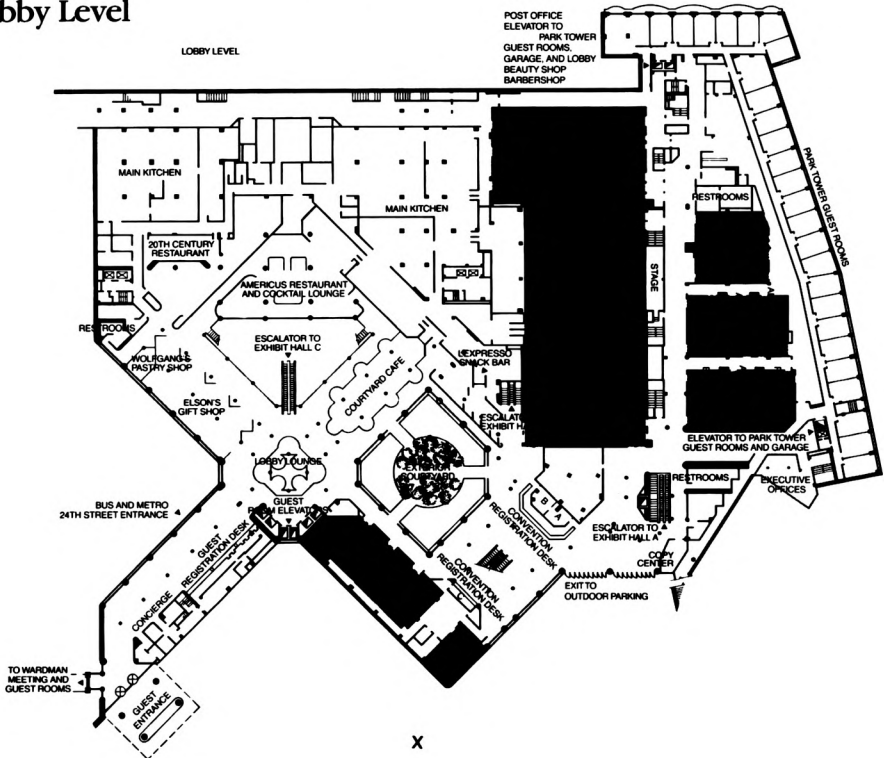 bby Level
LOBBY LEVEL
POST OFFICE
ELEVATOR TO
PARK TOWER
GUEST ROOMS,
GARAGE, AND LOBBY
BEAUTY SHOP
BARBERSHOP
MAIN KITCHEN
MAIN KITCHEN
RESTROOMS
PARK TOWER GUEST ROOMS
20TH CENTURY
RESTAURANT
STAGE
AMERICUS RESTAURANT
AND COCKTAIL LOUNGE
RESTROOMS
ESCALATOR TO
EXHIBIT HALL C
WOLFGANG'S
PASTRY SHOP
L'EXPRESSO
SNACK BAR
COURTYARD CAFE
ELSON'S
GIFT SHOP
ESCALA
EXHIBIT HA
ELEVATOR TO PARK TOWER
GUEST ROOMS AND GARAGE
LOBBY LOUNGE
EXTERIOR
COURTYARD
RESTROOMS
EXECUTIVE
OFFICES
BUS AND METRO
24TH STREET ENTRANCE
GUEST
ROOM ELEVATORS
B
A
CONVENTION
REGISTRATION DESK
ESCALATOR TO
EXHIBIT HALL A
GUEST
REGISTRATION DESK
COPY
CENTER
CONVENTION
REGISTRATION DESK
C
EXIT TO
OUTDOOR PARKING
CONCIERGE
TO WARDMAN
MEETING AND
GUEST ROOMS
GUEST
ENTRANCE
X